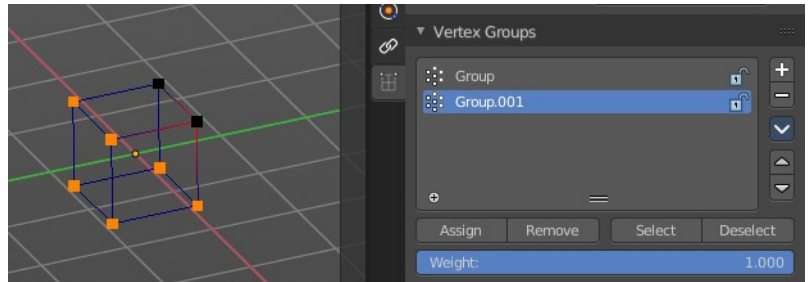 Vertex Groups
Group
Group.001
Assign Remove Select Deselect
Weight: 1.000